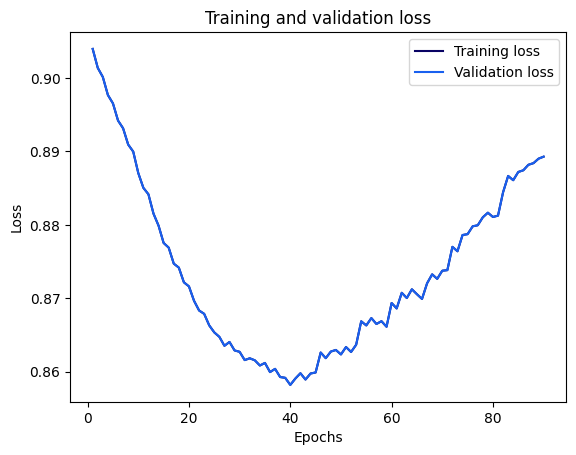 Training and validation loss
Training loss
Validation loss
0.90
0.89
0.88
0.87
0.86
Loss
0
20
40
60
80
Epochs